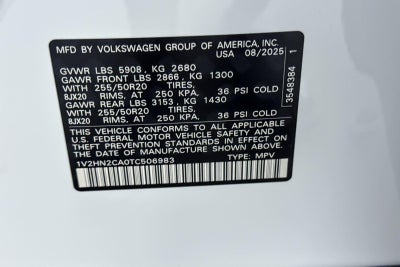 MFD BY VOLKSWAGEN GROUP OF AMERICA, INC.
USA 08/2025
GVWR LBS 5908, KG 2680
GAWR FRONT LBS 2866, KG 1300
WITH 255/50R20
8JX20 RIMS. AT 250 KPA, 36 PSI COLD
GAWR REAR LBS 3153, KG 1430
WITH 255/50R20
8JX20 RIMS. AT 250 KPA, 36 PSI COLD
THIS VEHICLE CONFORMS TO ALL APPLICABLE
U.S. FEDERAL MOTOR VEHICLE SAFETY AND
THEFT PREVENTION STANDARDS IN EFFECT ON THE
DATE OF MANUFACTURE SHOWN ABOVE.
1V2HN2CA0TC506983 TYPE: MPV
3548384 1